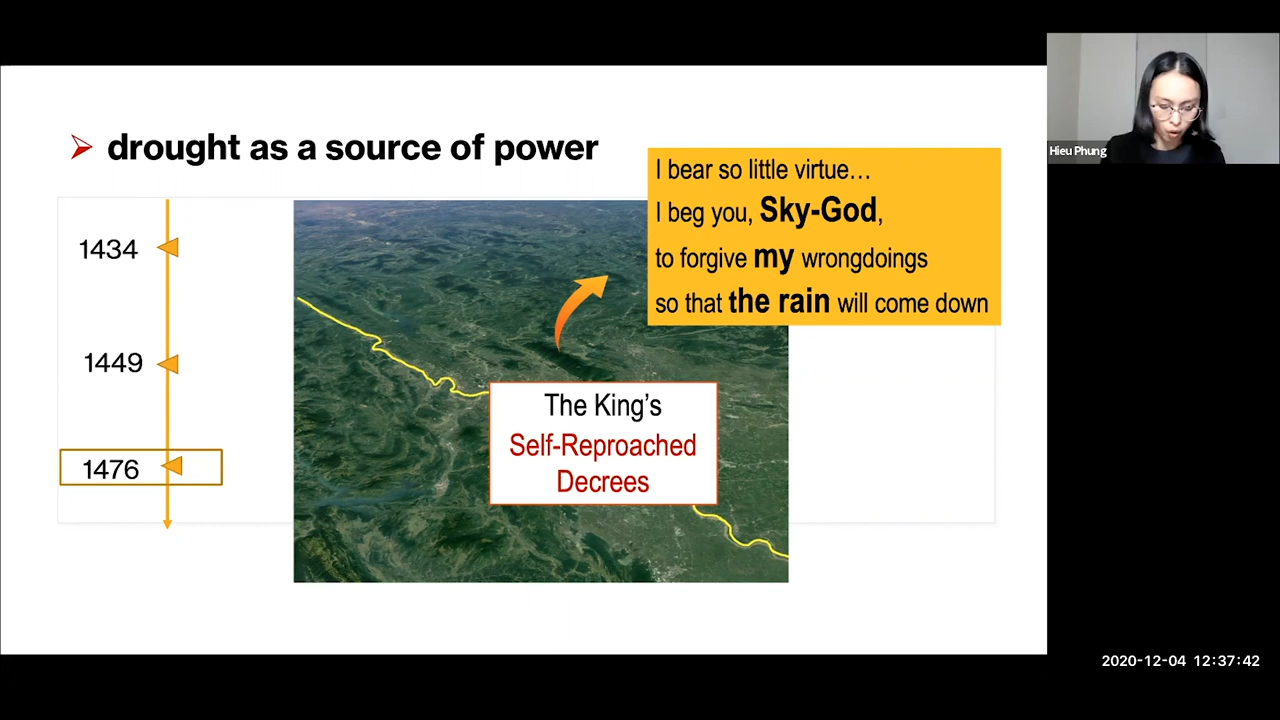 drought as a source of power
I bear so little virtue…
I beg you, Sky-God,
to forgive my wrongdoings
so that the rain will come down
1434
1449
1476
The King's
Self-Reproached
Decrees
Hieu Phung
2020-12-04 12:37:42